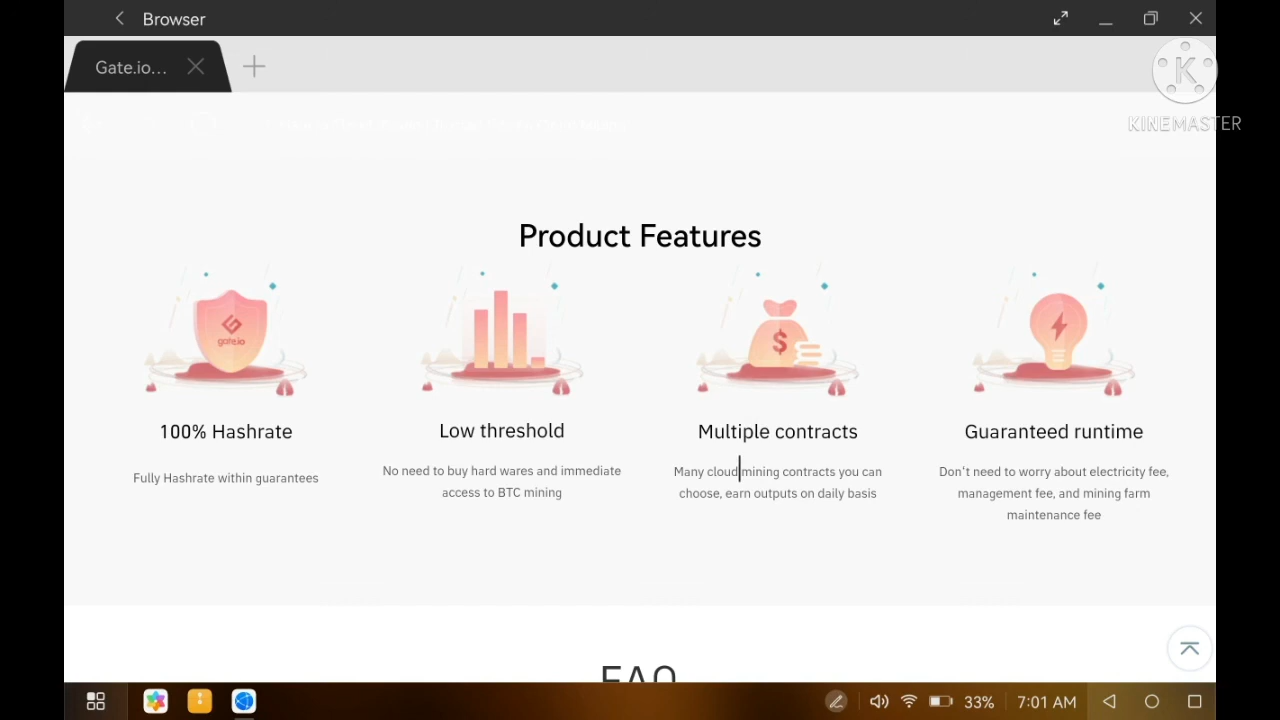 Browser
Gate.io...
KINEMASTER
Product Features
gate.io
100% Hashrate
Low threshold
Multiple contracts
Guaranteed runtime
Fully Hashrate within guarantees
No need to buy hard wares and immediate
access to BTC mining
Many cloud mining contracts you can
choose, earn outputs on daily basis
Don't need to worry about electricity fee,
management fee, and mining farm
maintenance fee
FAQ
33%
7:01 AM